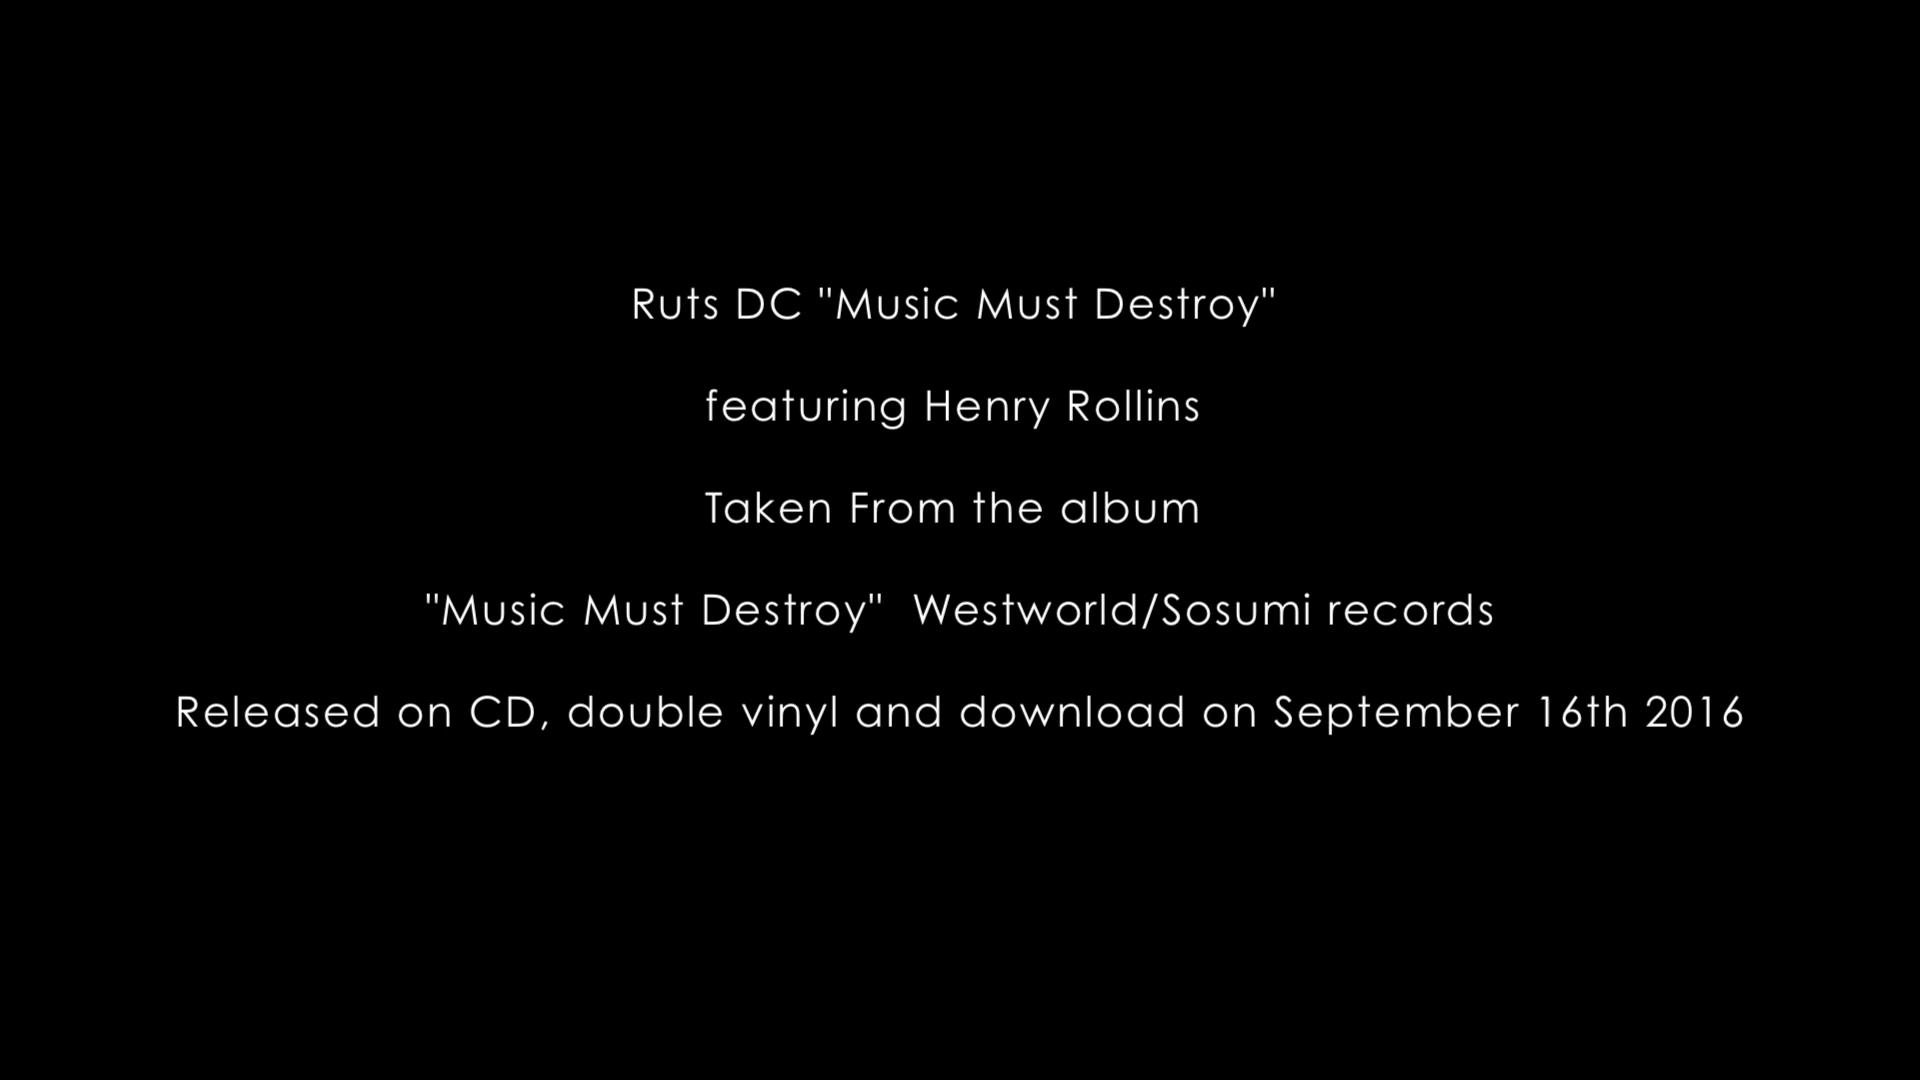 Ruts DC "Music Must Destroy"
featuring Henry Rollins
Taken From the album
"Music Must Destroy"  Westworld/Sosumi records
Released on CD, double vinyl and download on September 16th 2016